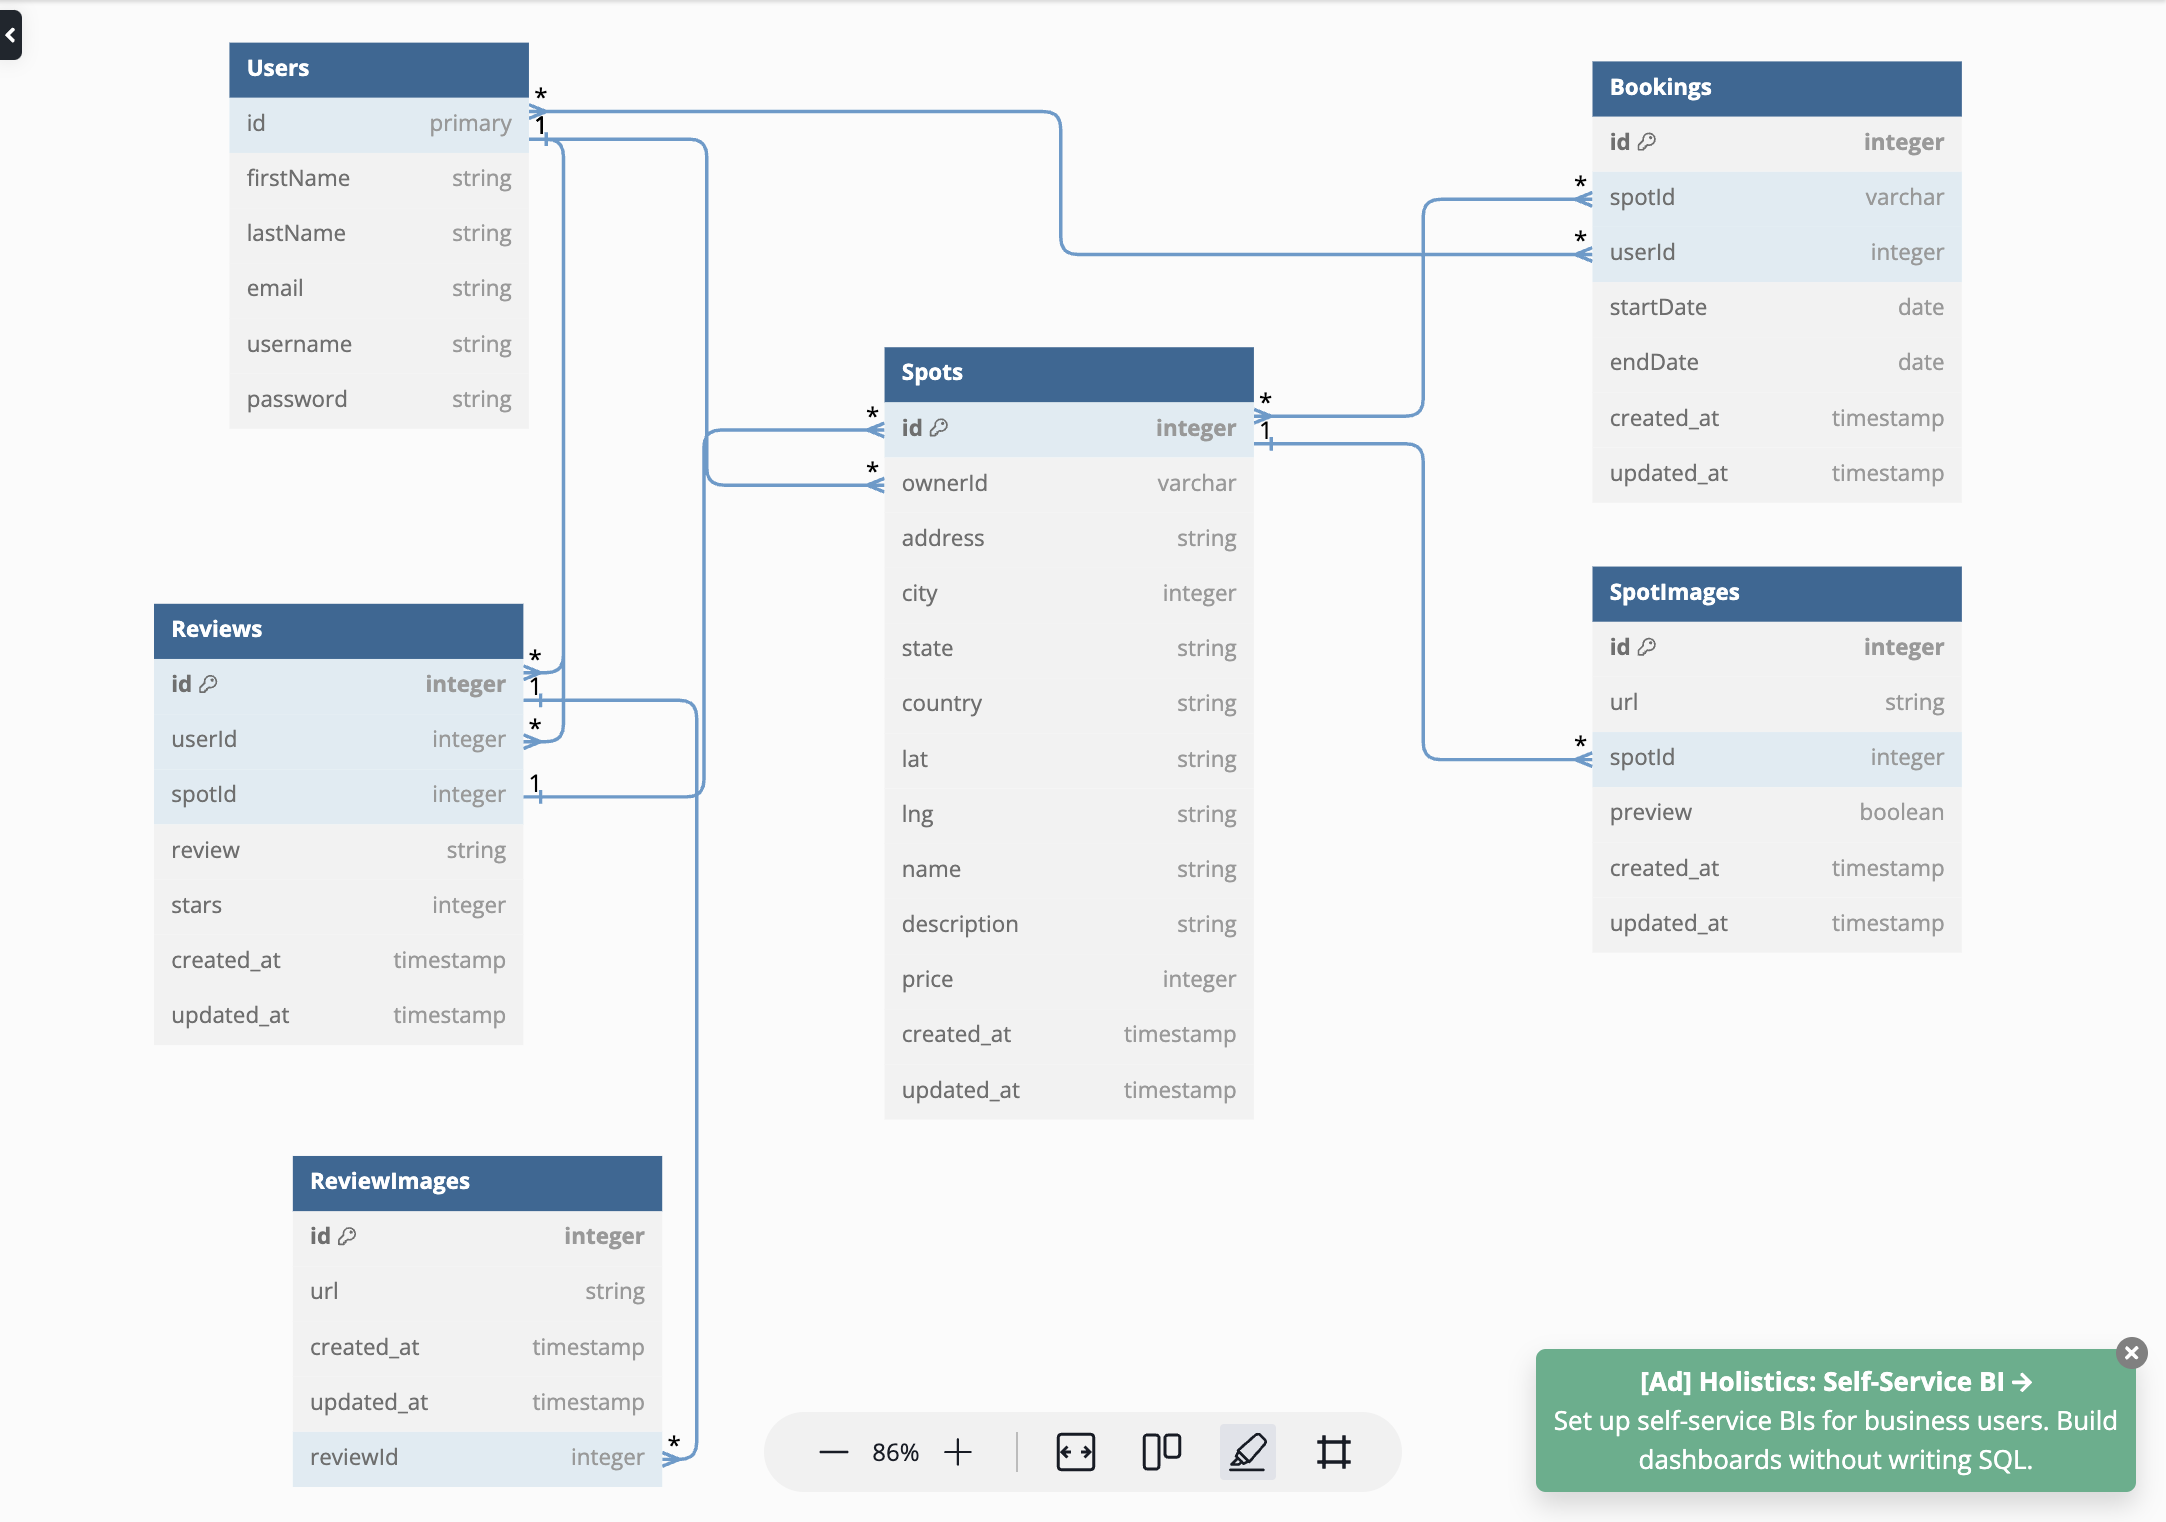 Users
id primary
firstName string
lastName string
email string
username string
password string
* 
1
Bookings
id integer
* spotId varchar
* userId integer
startDate date
endDate date
created_at timestamp
updated_at timestamp
Spots
* id integer *
1
* ownerId varchar
address string
city integer
state string
country string
lat string
lng string
name string
description string
price integer
created_at timestamp
updated_at timestamp
SpotImages
id integer
url string
* spotId integer
preview boolean
created_at timestamp
updated_at timestamp
Reviews
id integer *
1
userId integer *
spotId integer 1
review string
stars integer
created_at timestamp
updated_at timestamp
ReviewImages
id integer
url string
created_at timestamp
updated_at timestamp
reviewId integer *
86%
[Ad] Holistics: Self-Service BI →
Set up self-service BIs for business users. Build
dashboards without writing SQL.